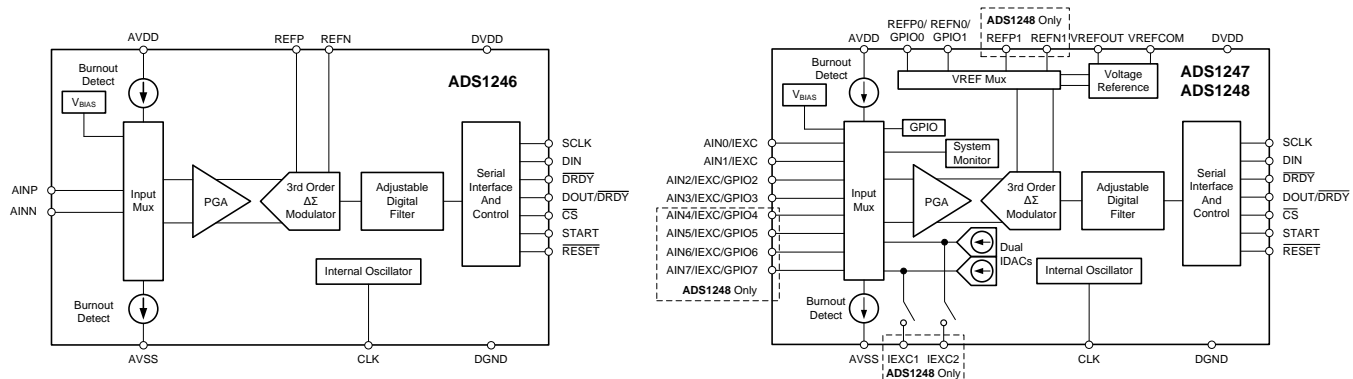 AVDD
REFP REFN
DVDD
Burnout
Detect
ADS1246
VBIAS
SCLK
DIN
DRDY
DOUT/DRDY
CS
START
RESET
AINP
AINN
Input
Mux
PGA
3rd Order
ΔΣ
Modulator
Adjustable
Digital
Filter
Serial
Interface
And
Control
Internal Oscillator
Burnout
Detect
AVSS
CLK
DGND
REFP0/ REFN0/
GPIO0 GPIO1
ADS1248 Only
AVDD
REFP1 REFN1
VREFOUT VREFCOM
DVDD
Burnout
Detect
VREF Mux
Voltage
Reference
ADS1247
ADS1248
VBIAS
GPIO
System
Monitor
AIN0/IEXC
AIN1/IEXC
AIN2/IEXC/GPIO2
AIN3/IEXC/GPIO3
AIN4/IEXC/GPIO4
AIN5/IEXC/GPIO5
AIN6/IEXC/GPIO6
AIN7/IEXC/GPIO7
ADS1248 Only
Input
Mux
PGA
3rd Order
ΔΣ
Modulator
Adjustable
Digital
Filter
Serial
Interface
And
Control
SCLK
DIN
DRDY
DOUT/DRDY
CS
START
RESET
Dual
IDACs
Internal Oscillator
Burnout
Detect
AVSS
IEXC1 IEXC2
ADS1248 Only
CLK
DGND